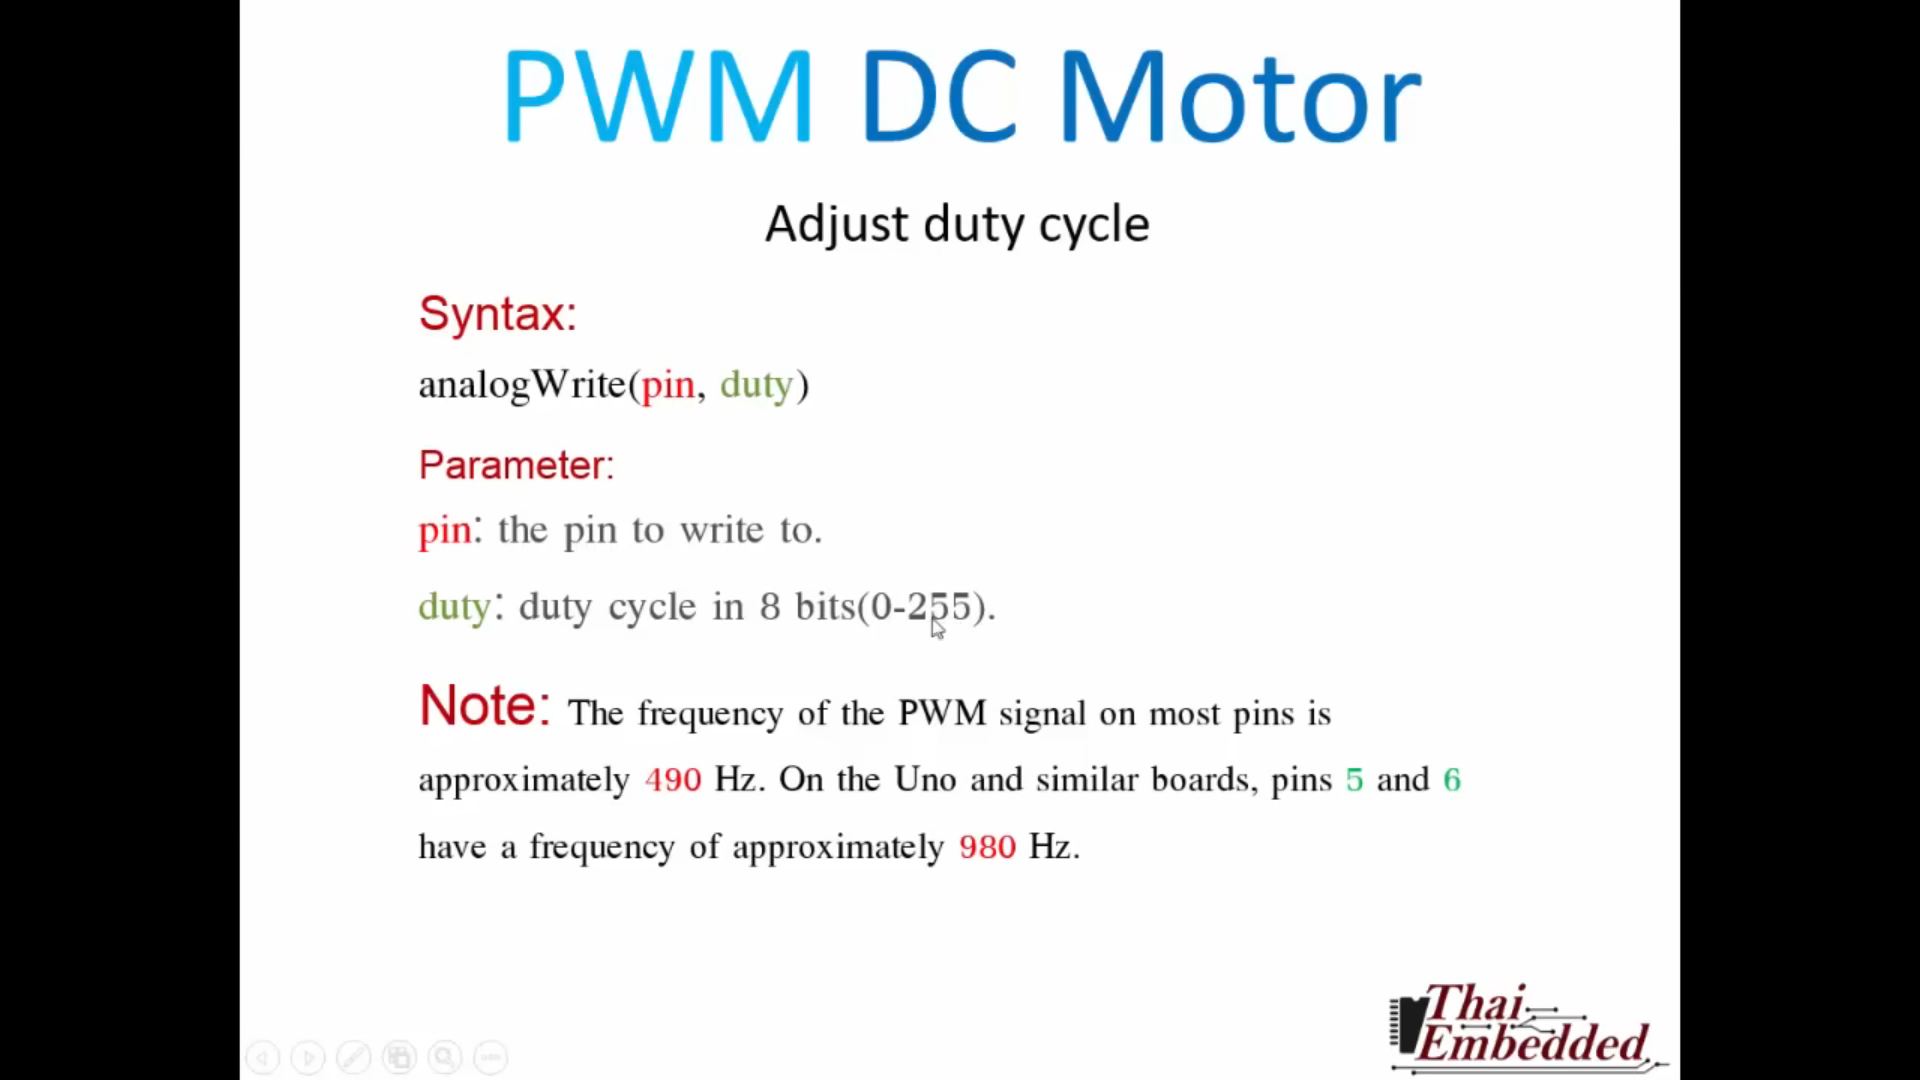 PWM DC Motor
Adjust duty cycle
Syntax:
analogWrite(pin, duty)
Parameter:
pin: the pin to write to.
duty: duty cycle in 8 bits(0-255).
Note: The frequency of the PWM signal on most pins is
approximately 490 Hz. On the Uno and similar boards, pins 5 and 6
have a frequency of approximately 980 Hz.
Thai
Embedded